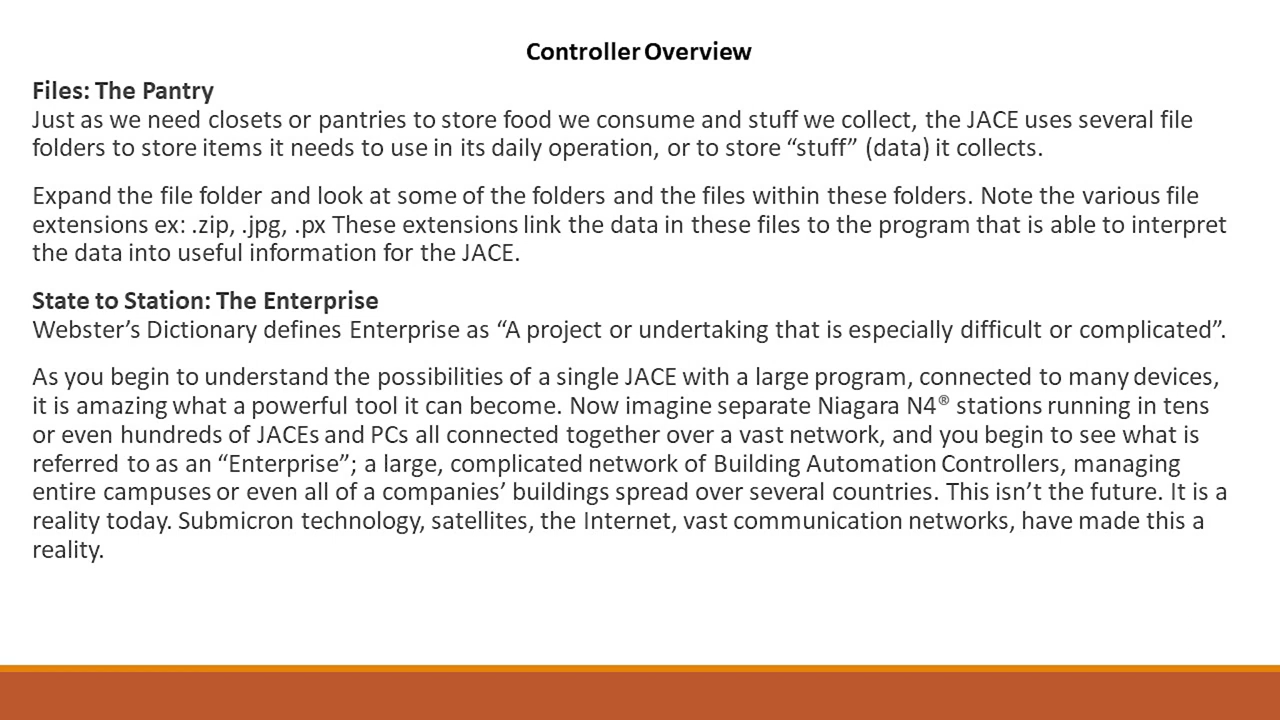 Controller Overview
Files: The Pantry
Just as we need closets or pantries to store food we consume and stuff we collect, the JACE uses several file
folders to store items it needs to use in its daily operation, or to store “stuff” (data) it collects.
Expand the file folder and look at some of the folders and the files within these folders. Note the various file
extensions ex: .zip, .jpg, .px These extensions link the data in these files to the program that is able to interpret
the data into useful information for the JACE.
State to Station: The Enterprise
Webster’s Dictionary defines Enterprise as “A project or undertaking that is especially difficult or complicated”.
As you begin to understand the possibilities of a single JACE with a large program, connected to many devices,
it is amazing what a powerful tool it can become. Now imagine separate Niagara N4® stations running in tens
or even hundreds of JACEs and PCs all connected together over a vast network, and you begin to see what is
referred to as an “Enterprise”; a large, complicated network of Building Automation Controllers, managing
entire campuses or even all of a companies’ buildings spread over several countries. This isn’t the future. It is a
reality today. Submicron technology, satellites, the Internet, vast communication networks, have made this a
reality.